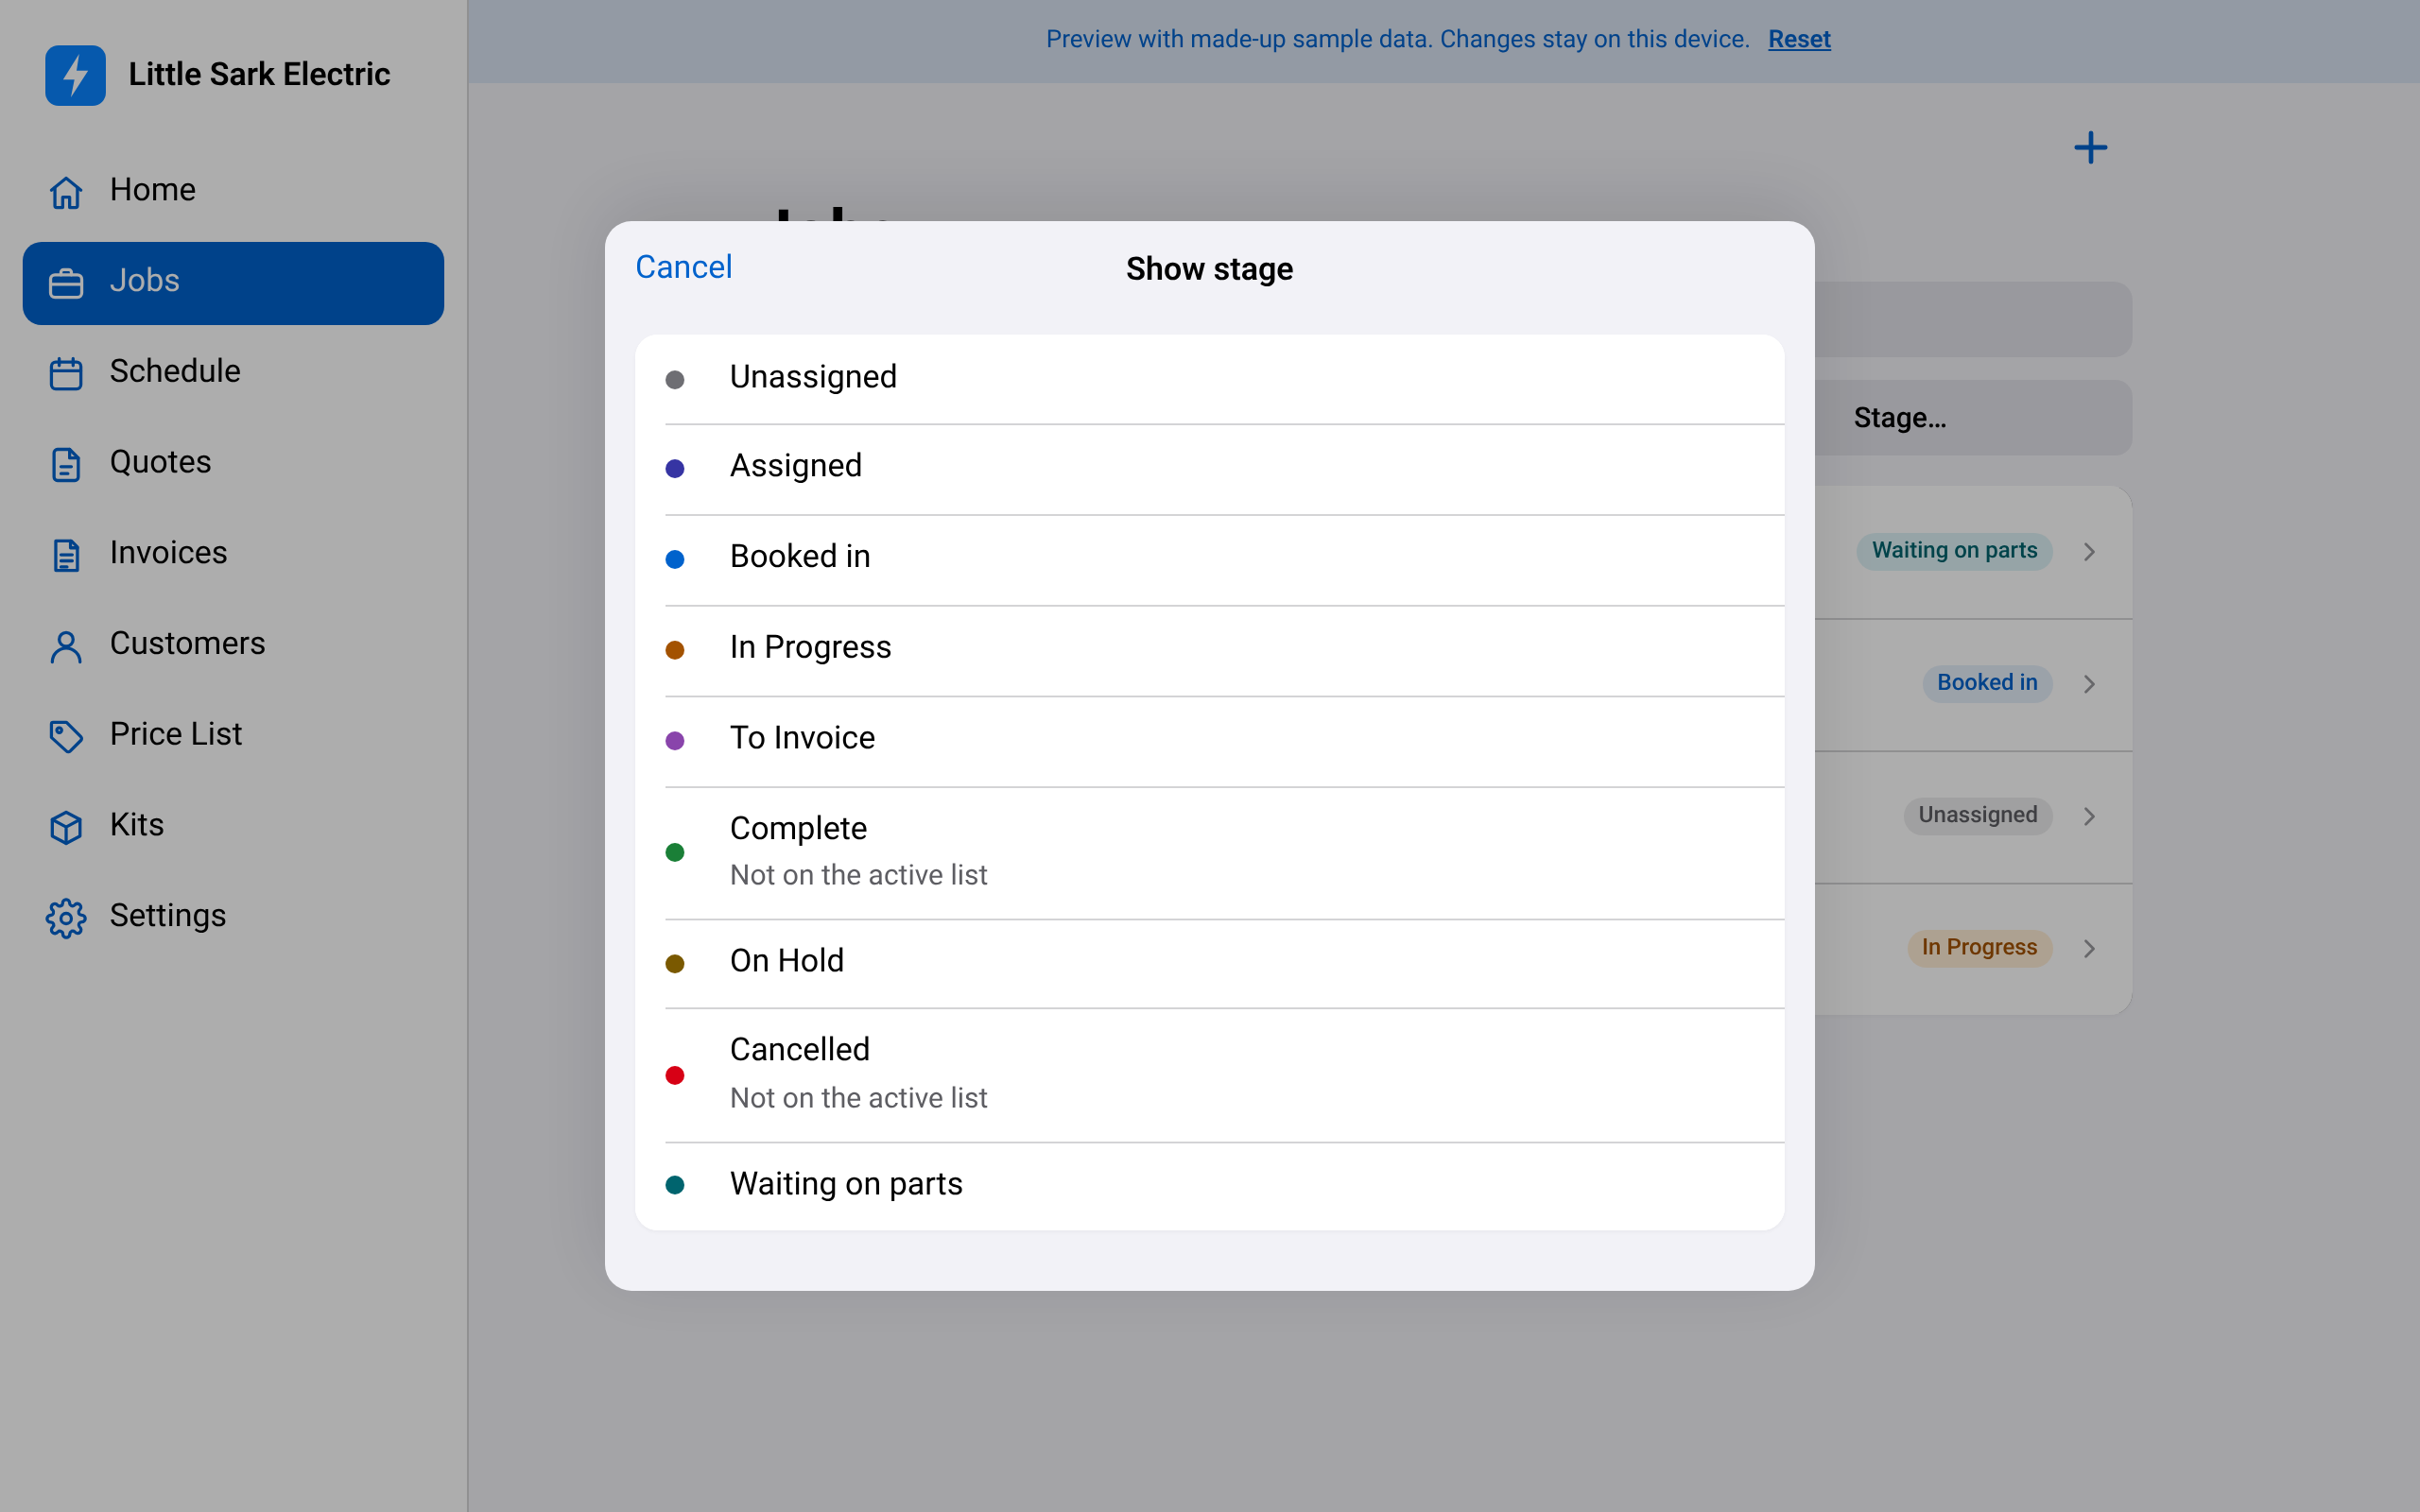 Little Sark Electric
Home
Jobs
Schedule
Quotes
Invoices
Customers
Price List
Kits
Settings
Preview with made-up sample data. Changes stay on this device. Reset
Cancel
Show stage
Unassigned
Assigned
Booked in
In Progress
To Invoice
Complete
Not on the active list
On Hold
Cancelled
Not on the active list
Waiting on parts
Stage...
Waiting on parts
Booked in
Unassigned
In Progress